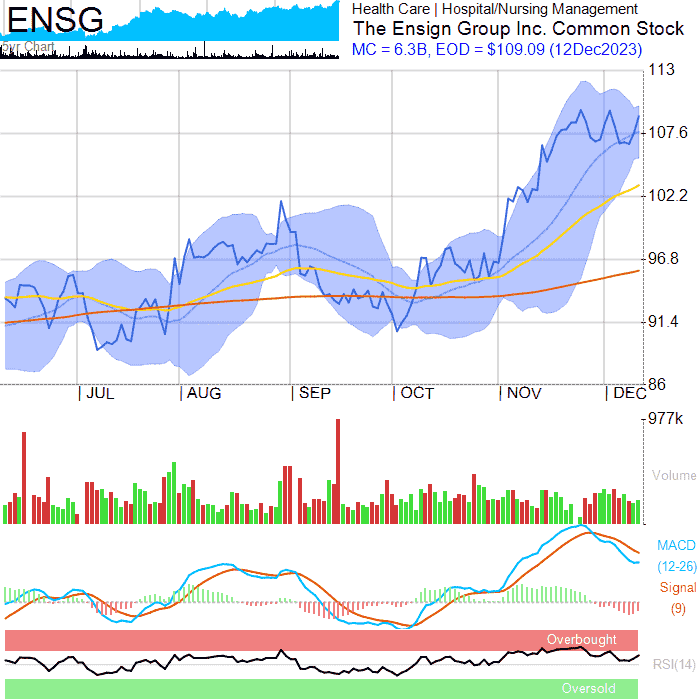 ENSG
5yr Chart
Health Care | Hospital/Nursing Management
The Ensign Group Inc. Common Stock
MC = 6.3B, EOD = $109.09 (12Dec2023)
113
107.6
102.2
96.8
91.4
86
| JUL
| AUG
| SEP
| OCT
| NOV
| DEC
977k
Volume
MACD
(12-26)
Signal
(9)
Overbought
RSI(14)
Oversold